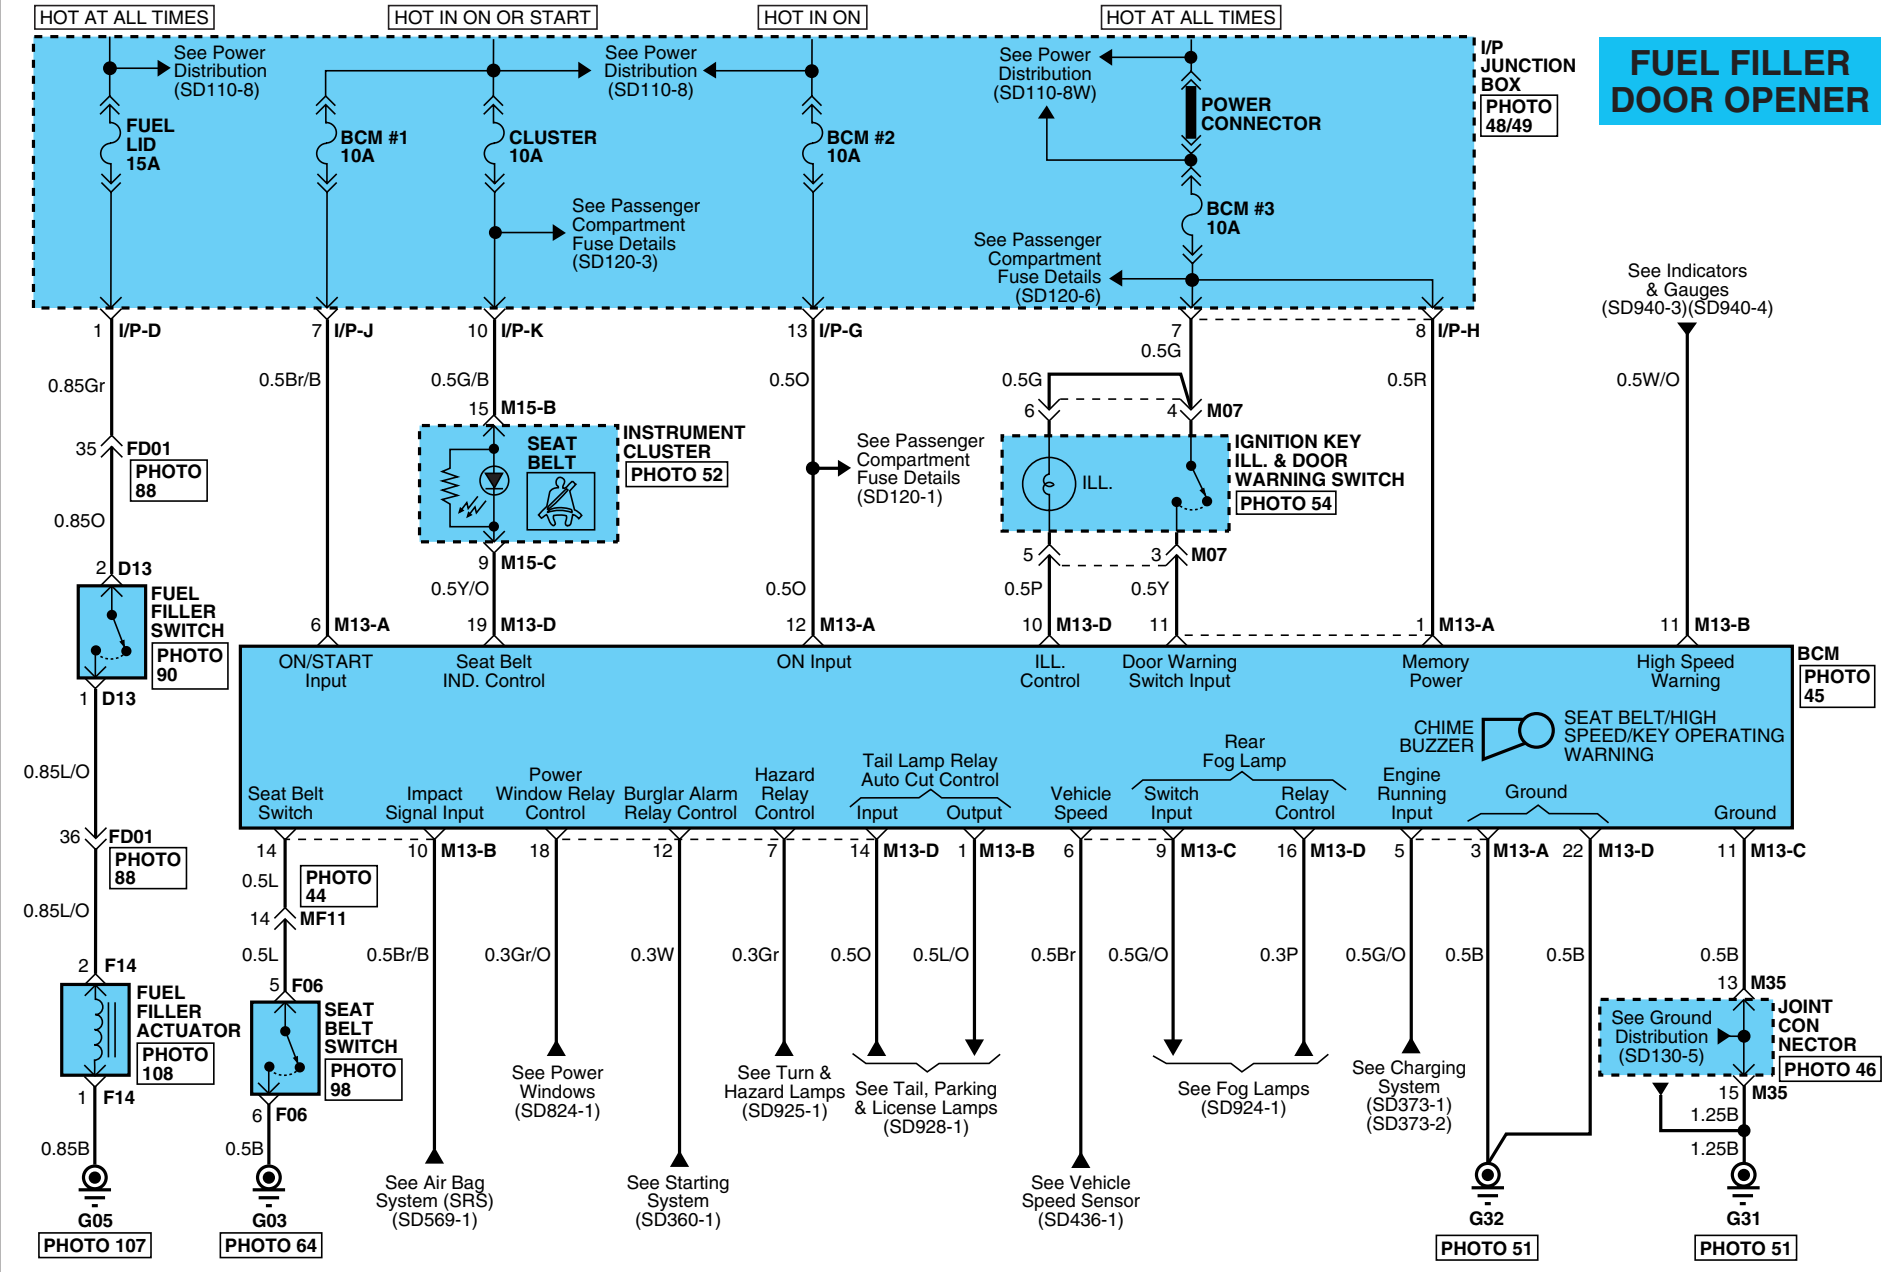 HOT AT ALL TIMES
HOT IN ON OR START
HOT IN ON
HOT AT ALL TIMES
FUEL FILLER
DOOR OPENER
I/P
JUNCTION
BOX
PHOTO
48/49
See Power
Distribution
(SD110-8)
See Power
Distribution
(SD110-8)
See Power
Distribution
(SD110-8W)
POWER
CONNECTOR
FUEL
LID
15A
BCM #1
10A
CLUSTER
10A
BCM #2
10A
BCM #3
10A
See Passenger
Compartment
Fuse Details
(SD120-3)
See Passenger
Compartment
Fuse Details
(SD120-6)
See Indicators
& Gauges
(SD940-3)(SD940-4)
1 I/P-D
7 I/P-J
10 I/P-K
13 I/P-G
7
8 I/P-H
0.85Gr
0.5Br/B
0.5G/B
0.5O
0.5G
0.5G
0.5R
0.5W/O
35 FD01
PHOTO
88
0.85O
2 D13
FUEL
FILLER
SWITCH
PHOTO
90
1 D13
0.85L/O
36 FD01
PHOTO
88
0.85L/O
2 F14
FUEL
FILLER
ACTUATOR
PHOTO
108
1 F14
0.85B
G05
PHOTO 107
15 M15-B
SEAT
BELT
INSTRUMENT
CLUSTER
PHOTO 52
9 M15-C
0.5Y/O
See Passenger
Compartment
Fuse Details
(SD120-1)
0.5O
6
4 M07
ILL.
IGNITION KEY
ILL. & DOOR
WARNING SWITCH
PHOTO 54
5
3 M07
0.5P
0.5Y
6 M13-A
19 M13-D
12 M13-A
10 M13-D
11
1 M13-A
11 M13-B
BCM
PHOTO
45
ON/START
Input
Seat Belt
IND. Control
ON Input
ILL.
Control
Door Warning
Switch Input
Memory
Power
High Speed
Warning
CHIME
BUZZER
SEAT BELT/HIGH
SPEED/KEY OPERATING
WARNING
Seat Belt
Switch
Impact
Signal Input
Power
Window Relay
Control
Burglar Alarm
Relay Control
Hazard
Relay
Control
Tail Lamp Relay
Auto Cut Control
Input
Output
Vehicle
Speed
Rear
Fog Lamp
Switch
Input
Relay
Control
Engine
Running
Input
Ground
Ground
14
10 M13-B
18
12
7
14 M13-D
1 M13-B
6
9 M13-C
16 M13-D
5
3 M13-A
22 M13-D
11 M13-C
0.5L
PHOTO
44
14 MF11
0.5L
0.5Br/B
0.3Gr/O
0.3W
0.3Gr
0.5O
0.5L/O
0.5Br
0.5G/O
0.3P
0.5G/O
0.5B
0.5B
0.5B
5 F06
SEAT
BELT
SWITCH
PHOTO
98
6 F06
0.5B
G03
PHOTO 64
See Air Bag
System (SRS)
(SD569-1)
See Power
Windows
(SD824-1)
See Starting
System
(SD360-1)
See Turn &
Hazard Lamps
(SD925-1)
See Tail, Parking
& License Lamps
(SD928-1)
See Vehicle
Speed Sensor
(SD436-1)
See Fog Lamps
(SD924-1)
See Charging
System
(SD373-1)
(SD373-2)
G32
PHOTO 51
13 M35
See Ground
Distribution
(SD130-5)
JOINT
CON
NECTOR
PHOTO 46
15 M35
1.25B
1.25B
G31
PHOTO 51